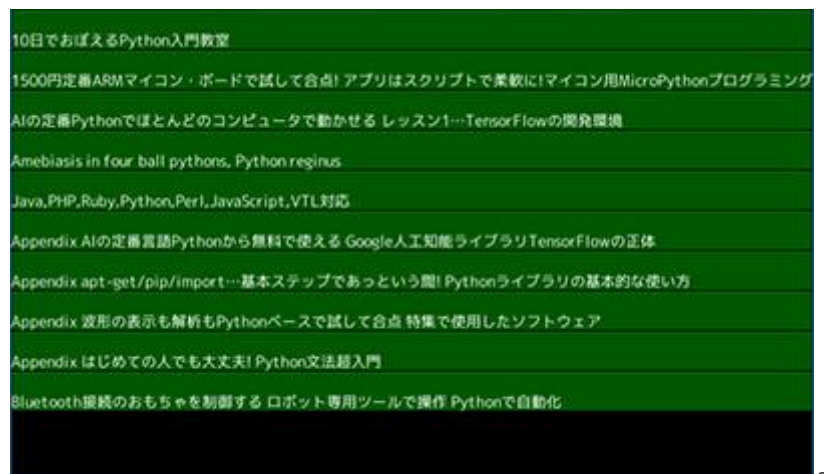 10日でおぼえるPython入門教室
1500円定番ARMマイコン・ボードで試して合点! アプリはスクリプトで柔軟に!マイコン用MicroPythonプログラミング
AIの定番Pythonでほとんどのコンピュータで動かせる レッスン1…TensorFlowの開発環境
Amebiasis in four ball pythons, Python reginus
Java,PHP,Ruby,Python,Perl,JavaScript,VTL対応
Appendix AIの定番言語Pythonから無料で使える Google人工知能ライブラリTensorFlowの正体
Appendix apt-get/pip/import…基本ステップであっという間! Pythonライブラリの基本的な使い方
Appendix 波形の表示も解析もPythonベースで試して合点 特集で使用したソフトウェア
Appendix はじめての人でも大丈夫! Python文法超入門
Bluetooth接続のおもちゃを制御する ロボット専用ツールで操作 Pythonで自動化